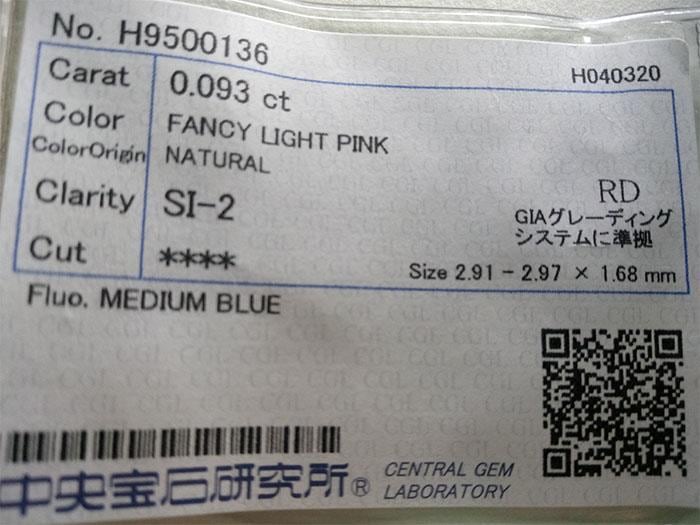 No. H9500136
H040320
Carat 0.093 ct
Color FANCY LIGHT PINK
ColorOrigin NATURAL
Clarity SI-2
RD
GIAグレーディング
システムに準拠
Cut ****
Size 2.91 - 2.97 × 1.68 mm
Fluo. MEDIUM BLUE
中央宝石研究所® CENTRAL GEM
LABORATORY